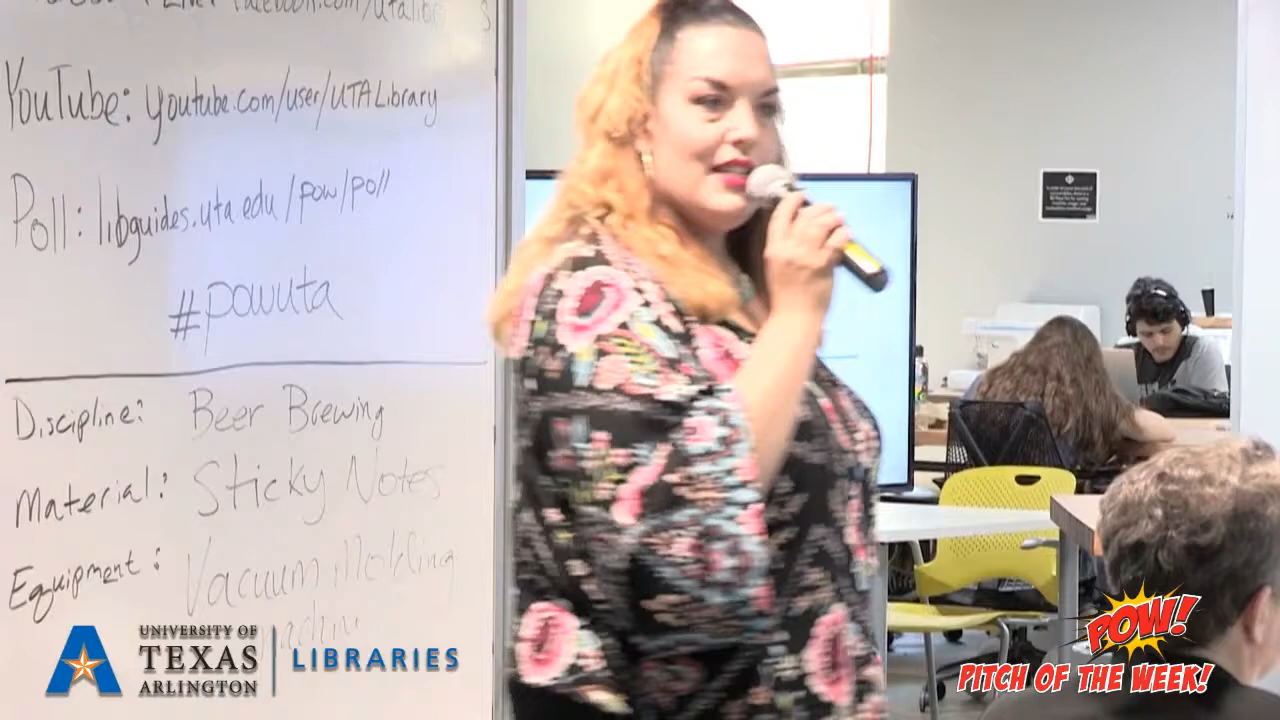 YouTube: youtube.com/user/UTALibrary
Poll: libguides.uta.edu/pow/poll
#powuta
Discipline: Beer Brewing
Material: Sticky Notes
Equipment: Vacuum Molding
UNIVERSITY OF
TEXAS
ARLINGTON
LIBRARIES
POW!
PITCH OF THE WEEK!